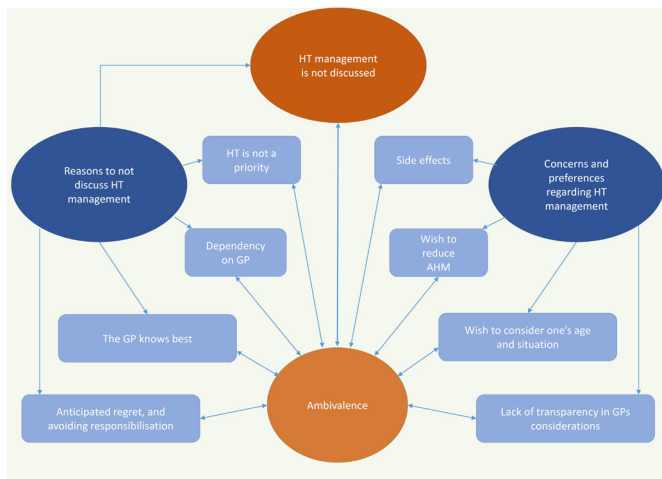 HT management
is not discussed
Reasons to not
discuss HT
management
HT is not a
priority
Side effects
Concerns and
preferences
regarding HT
management
Dependency
on GP
Wish to
reduce
AHM
The GP knows best
Wish to consider one's age
and situation
Anticipated regret, and
avoiding responsibilisation
Ambivalence
Lack of transparency in GPs
considerations